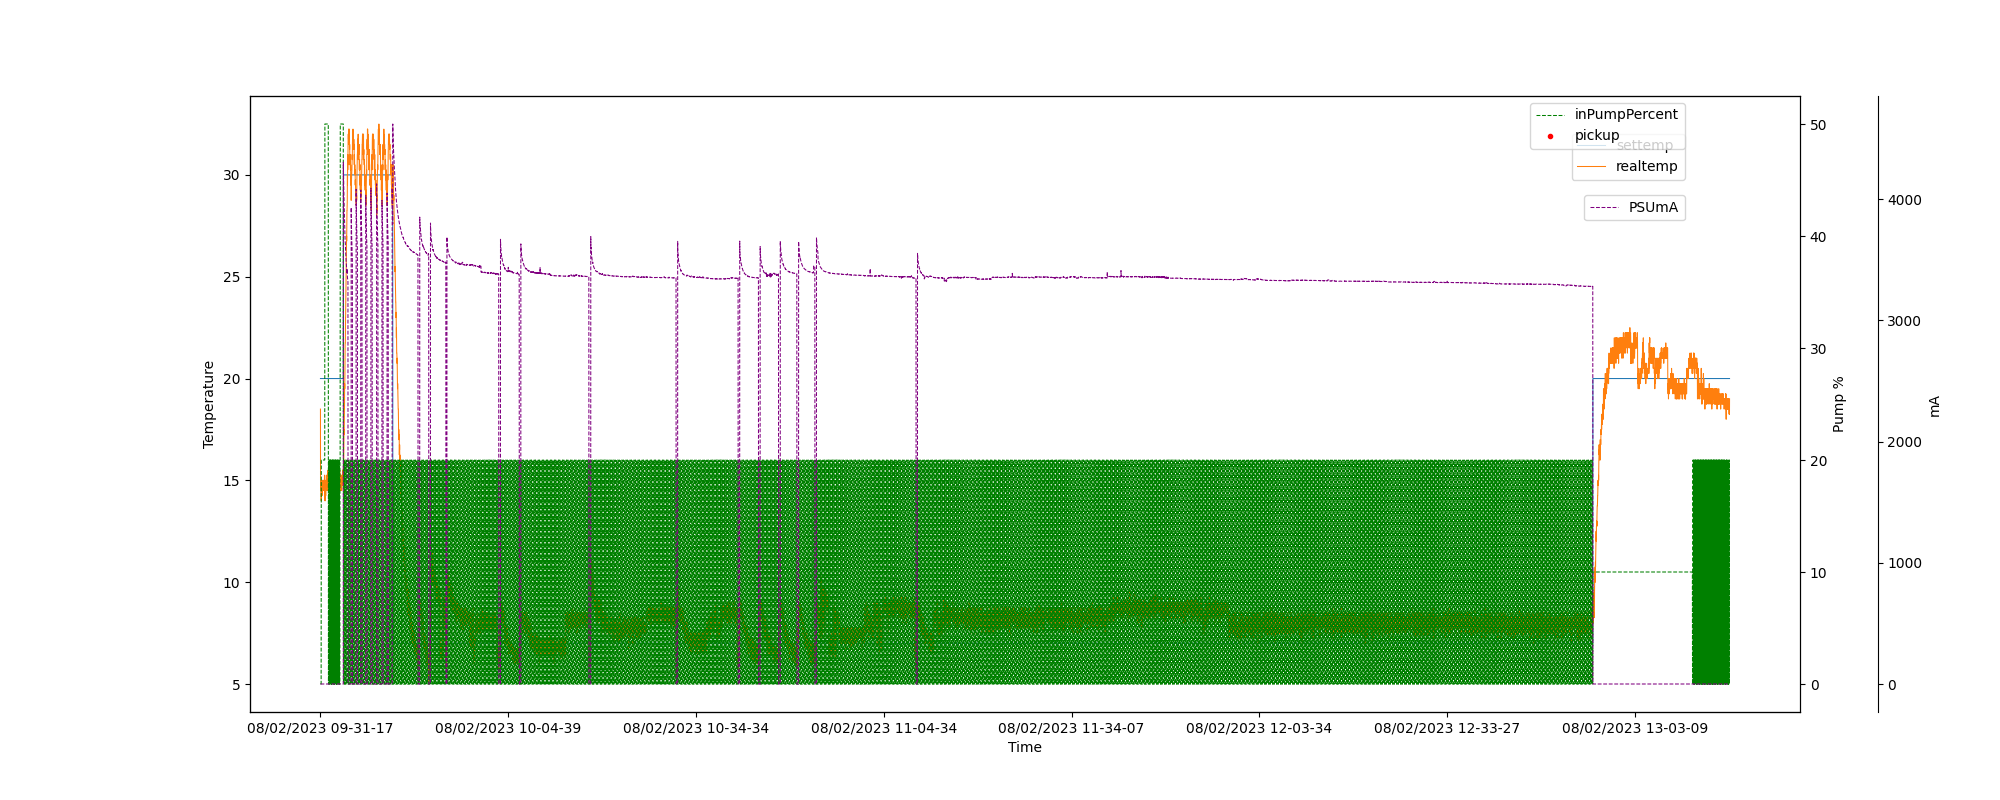 inPumpPercent
pickup
settemp
realtemp
PSUmA
30
25
20
15
10
5
Temperature
50
40
30
20
10
0
Pump %
4000
3000
2000
1000
0
mA
08/02/2023 09-31-17
08/02/2023 10-04-39
08/02/2023 10-34-34
08/02/2023 11-04-34
08/02/2023 11-34-07
08/02/2023 12-03-34
08/02/2023 12-33-27
08/02/2023 13-03-09
Time